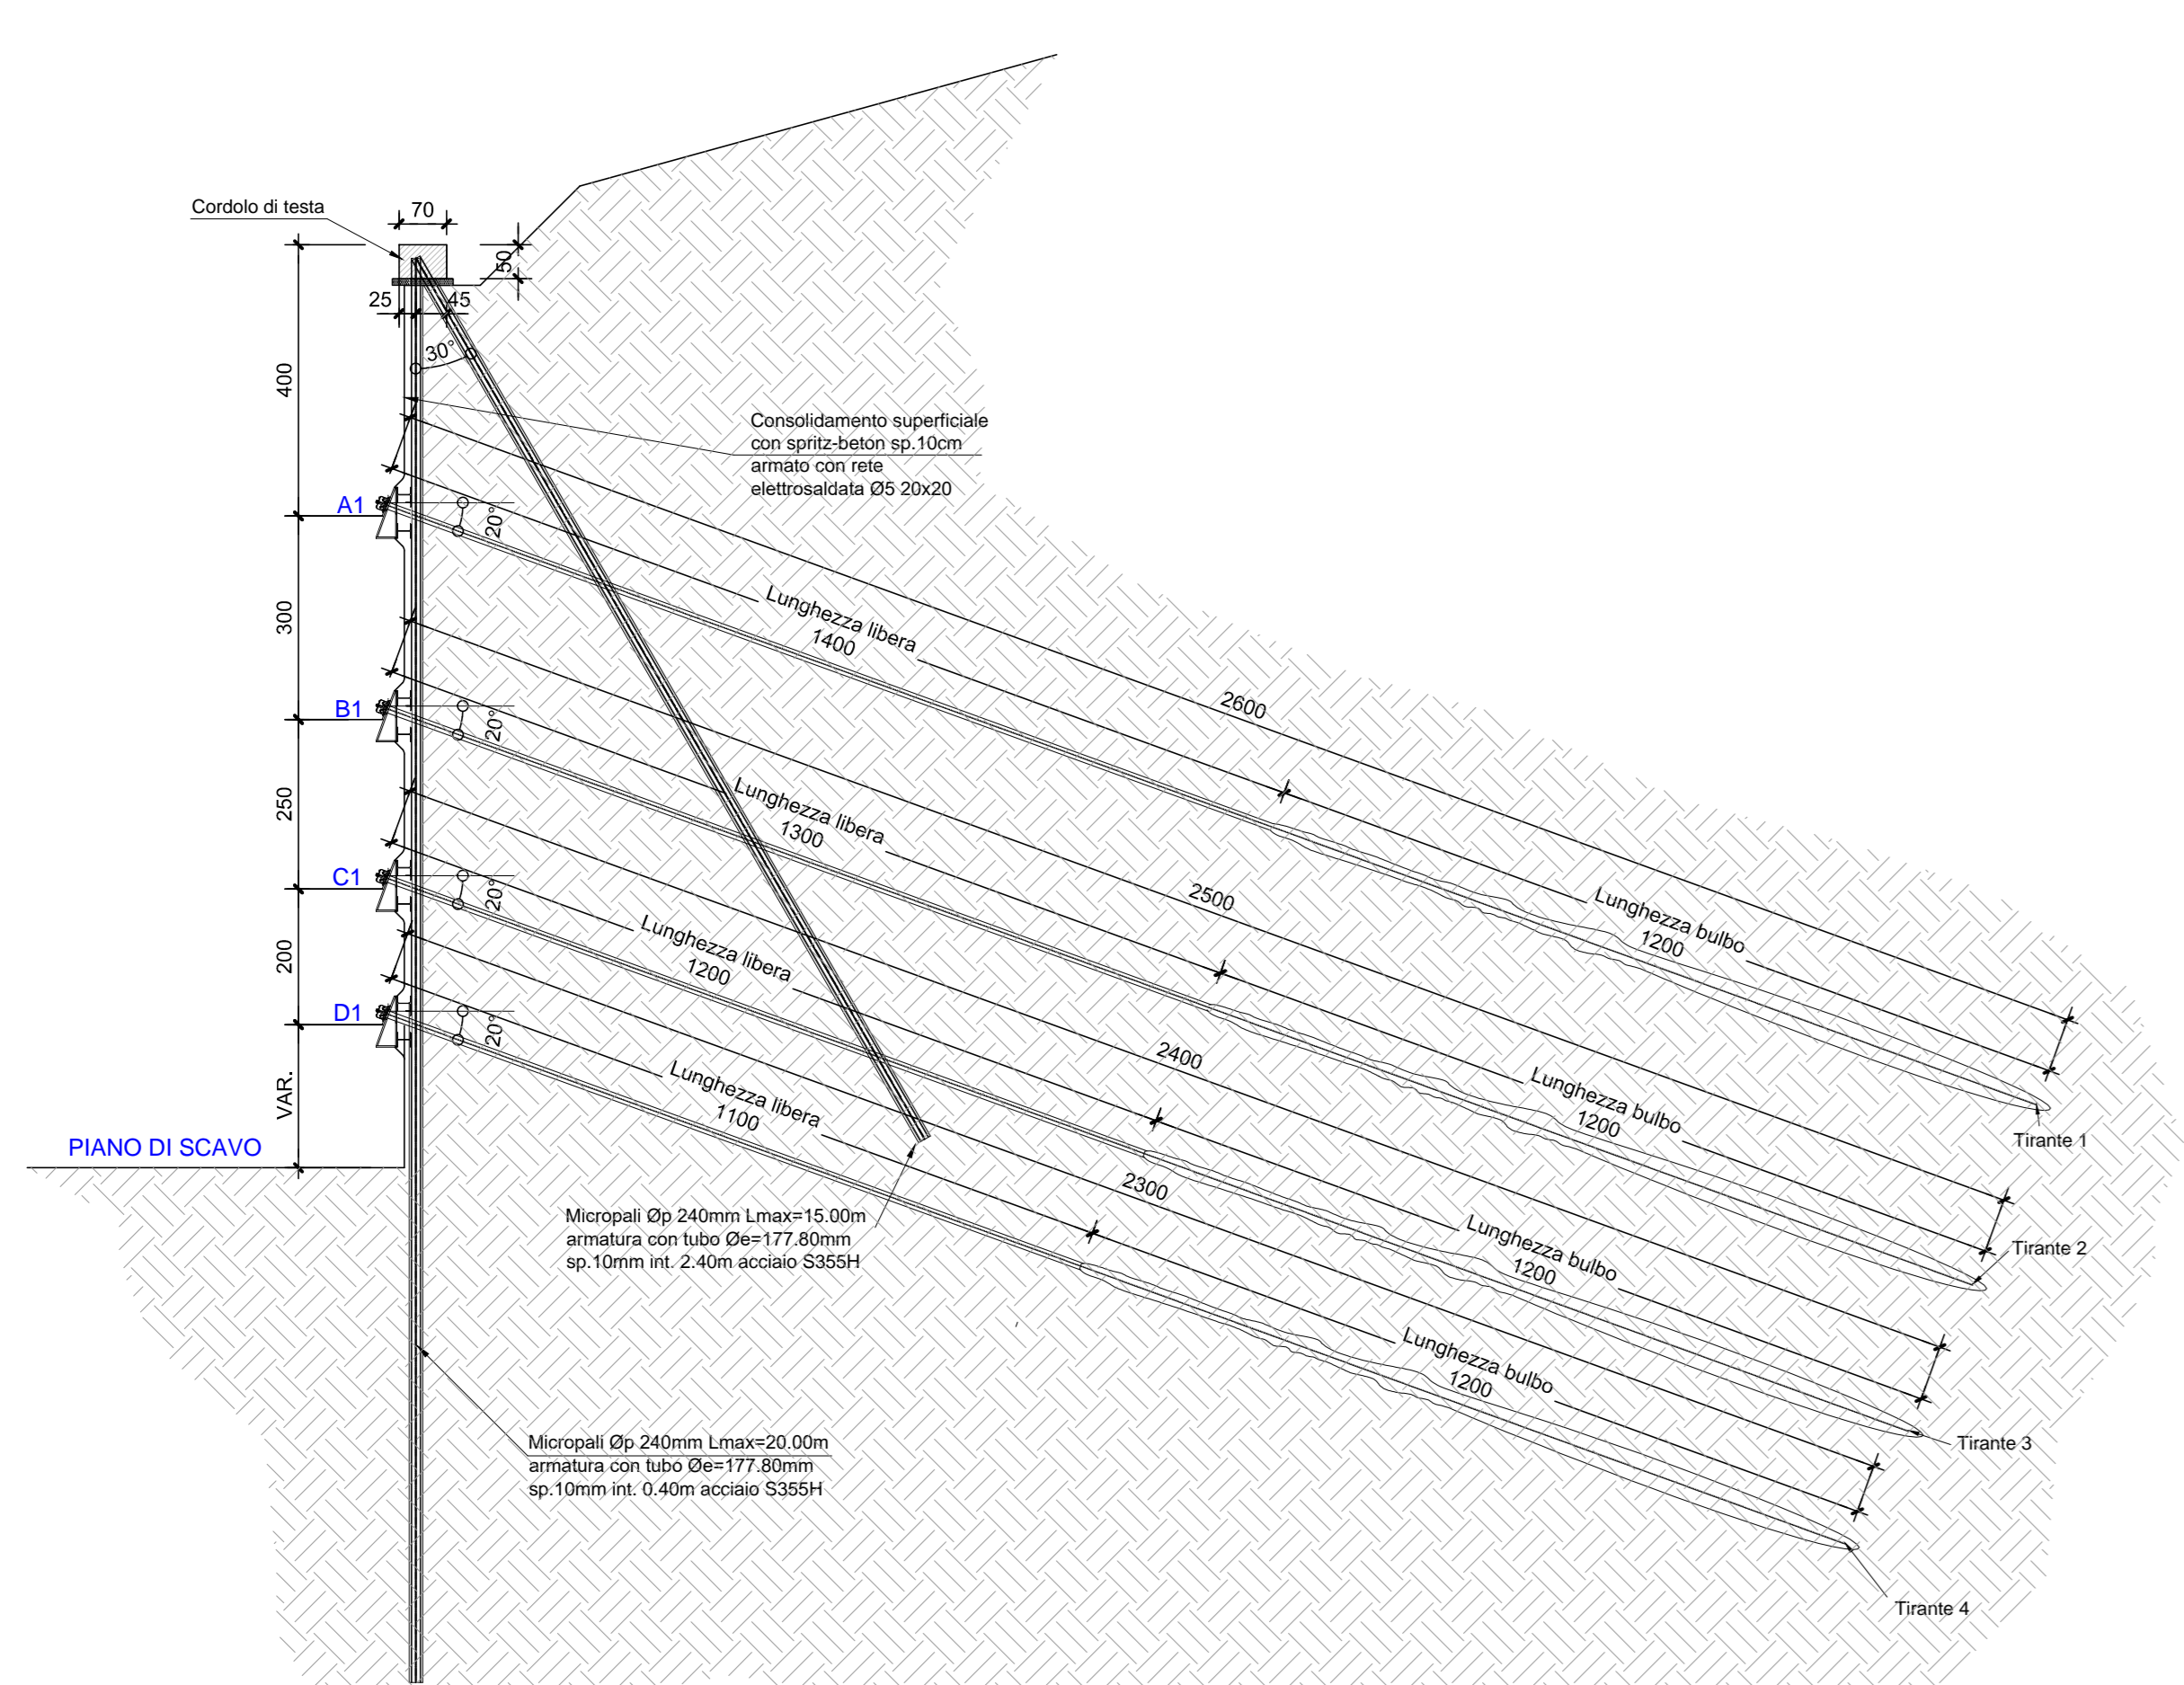 Cordolo di testa
70
50
25
45
30°
400
Consolidamento superficiale
con spritz-beton sp.10cm
armato con rete
elettrosaldata Ø5 20x20
A1
20°
300
Lunghezza libera
1400
2600
B1
20°
250
Lunghezza libera
1300
2500
Lunghezza bulbo
1200
C1
20°
200
Lunghezza libera
1200
2400
Lunghezza bulbo
1200
Tirante 1
D1
20°
VAR.
Lunghezza libera
1100
2300
Lunghezza bulbo
1200
Tirante 2
PIANO DI SCAVO
Micropali Øp 240mm Lmax=15.00m
armatura con tubo Øe=177.80mm
sp.10mm int. 2.40m acciaio S355H
Lunghezza bulbo
1200
Tirante 3
Micropali Øp 240mm Lmax=20.00m
armatura con tubo Øe=177.80mm
sp.10mm int. 0.40m acciaio S355H
Tirante 4